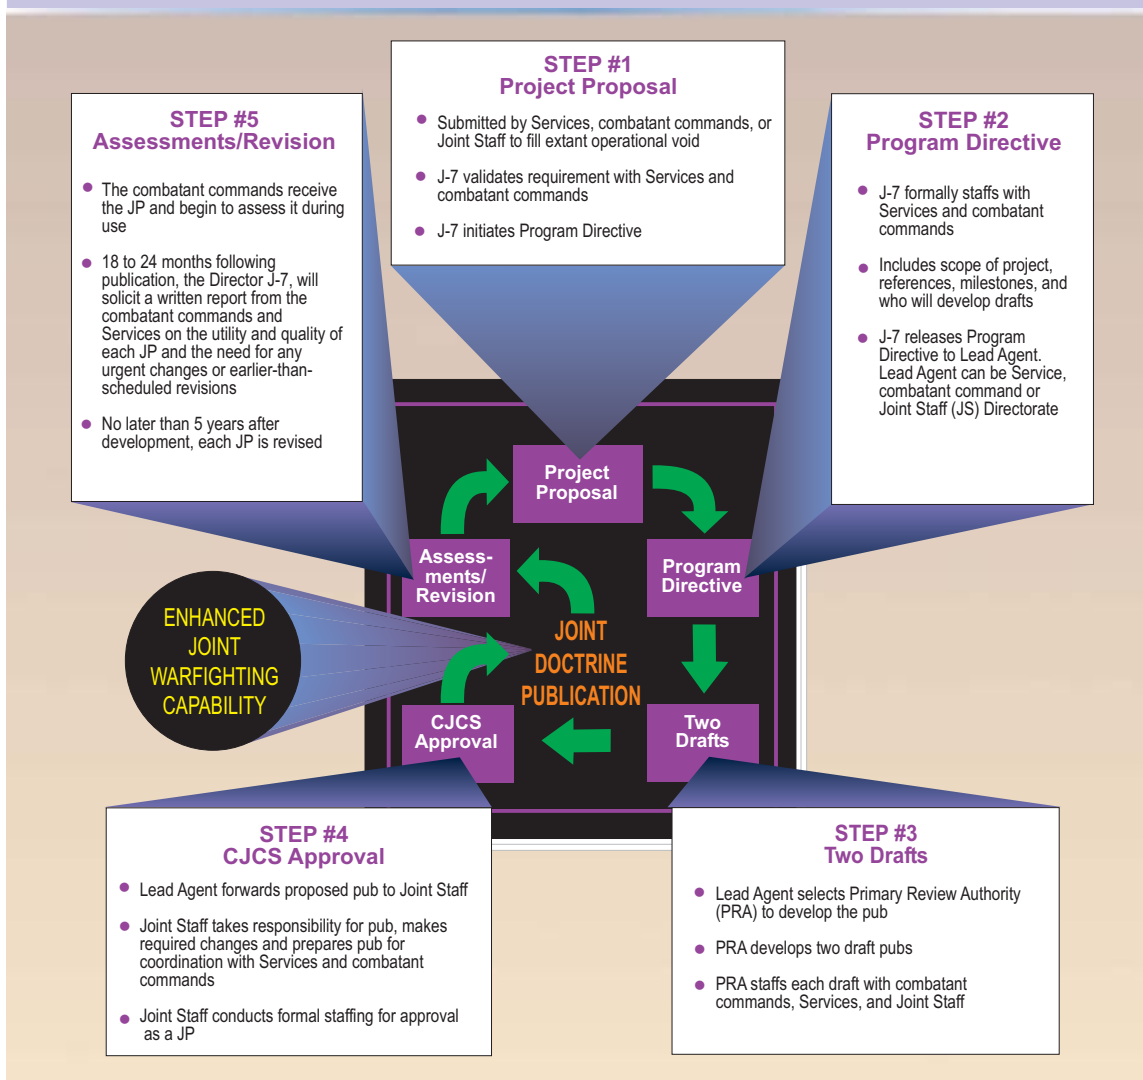 STEP #1
Project Proposal
• Submitted by Services, combatant commands, or
Joint Staff to fill extant operational void
• J-7 validates requirement with Services and
combatant commands
• J-7 initiates Program Directive
STEP #5
Assessments/Revision
• The combatant commands receive
the JP and begin to assess it during
use
• 18 to 24 months following
publication, the Director J-7, will
solicit a written report from the
combatant commands and
Services on the utility and quality of
each JP and the need for any
urgent changes or earlier-than-
scheduled revisions
• No later than 5 years after
development, each JP is revised
STEP #2
Program Directive
• J-7 formally staffs with
Services and combatant
commands
• Includes scope of project,
references, milestones, and
who will develop drafts
• J-7 releases Program
Directive to Lead Agent.
Lead Agent can be Service,
combatant command or
Joint Staff (JS) Directorate
Project
Proposal
Assess-
ments/
Revision
Program
Directive
ENHANCED
JOINT
WARFIGHTING
CAPABILITY
JOINT
DOCTRINE
PUBLICATION
CJCS
Approval
Two
Drafts
STEP #4
CJCS Approval
• Lead Agent forwards proposed pub to Joint Staff
• Joint Staff takes responsibility for pub, makes
required changes and prepares pub for
coordination with Services and combatant
commands
• Joint Staff conducts formal staffing for approval
as a JP
STEP #3
Two Drafts
• Lead Agent selects Primary Review Authority
(PRA) to develop the pub
• PRA develops two draft pubs
• PRA staffs each draft with combatant
commands, Services, and Joint Staff